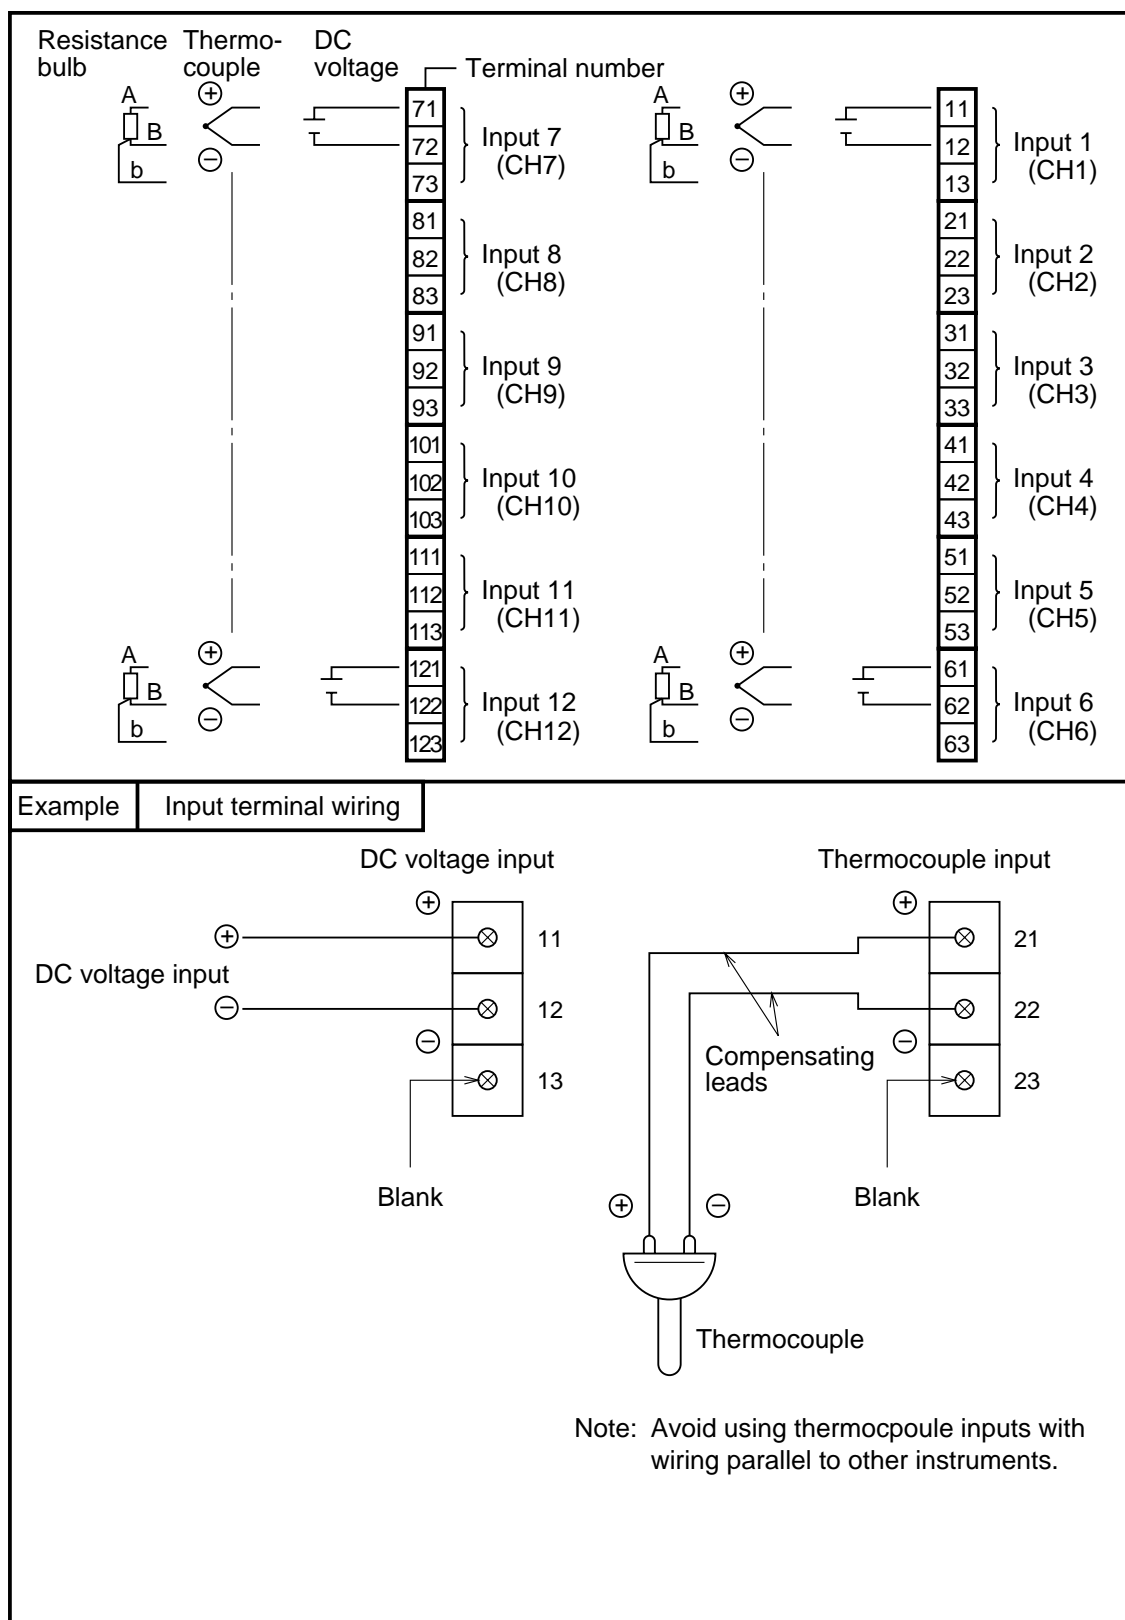 Resistance bulb
Thermo-couple
DC voltage
Terminal number
A
B
b
⊕
⊖
71
72
73
Input 7
(CH7)
81
82
83
Input 8
(CH8)
91
92
93
Input 9
(CH9)
101
102
103
Input 10
(CH10)
111
112
113
Input 11
(CH11)
A
B
b
⊕
⊖
121
122
123
Input 12
(CH12)
A
B
b
⊕
⊖
11
12
13
Input 1
(CH1)
21
22
23
Input 2
(CH2)
31
32
33
Input 3
(CH3)
41
42
43
Input 4
(CH4)
51
52
53
Input 5
(CH5)
A
B
b
⊕
⊖
61
62
63
Input 6
(CH6)
Example
Input terminal wiring
DC voltage input
⊕
⊕
11
DC voltage input
⊖
12
⊖
13
Blank
Thermocouple input
⊕
21
22
⊖
23
Compensating
leads
Blank
⊕
⊖
Thermocouple
Note: Avoid using thermocpoule inputs with
wiring parallel to other instruments.